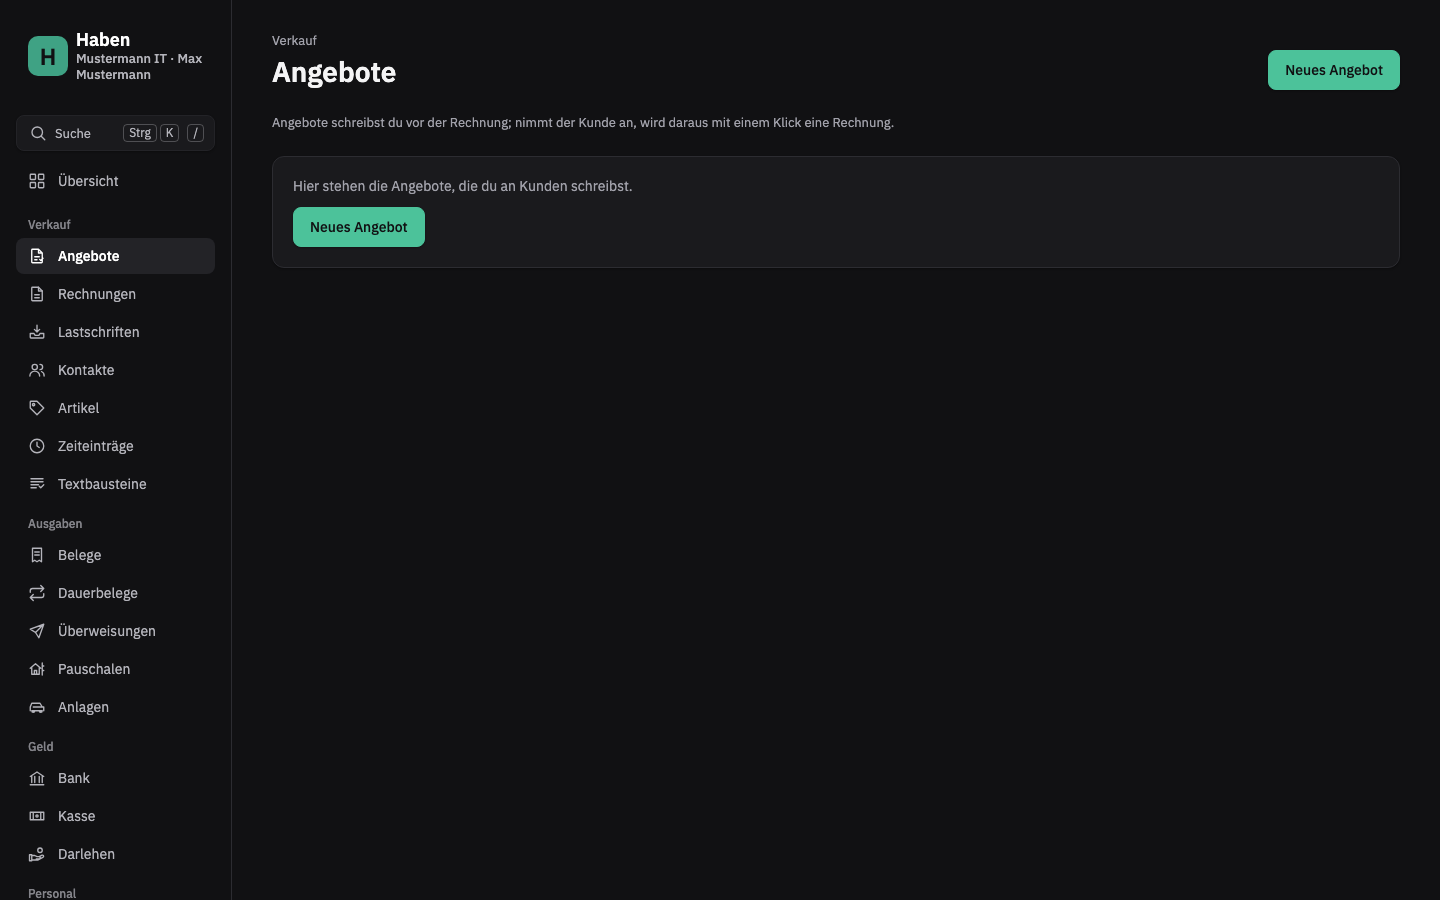 H
Haben
Mustermann IT · Max
Mustermann
Suche Strg K /
Übersicht
Verkauf
Angebote
Rechnungen
Lastschriften
Kontakte
Artikel
Zeiteinträge
Textbausteine
Ausgaben
Belege
Dauerbelege
Überweisungen
Pauschalen
Anlagen
Geld
Bank
Kasse
Darlehen
Personal
Verkauf
Angebote
Neues Angebot
Angebote schreibst du vor der Rechnung; nimmt der Kunde an, wird daraus mit einem Klick eine Rechnung.
Hier stehen die Angebote, die du an Kunden schreibst.
Neues Angebot